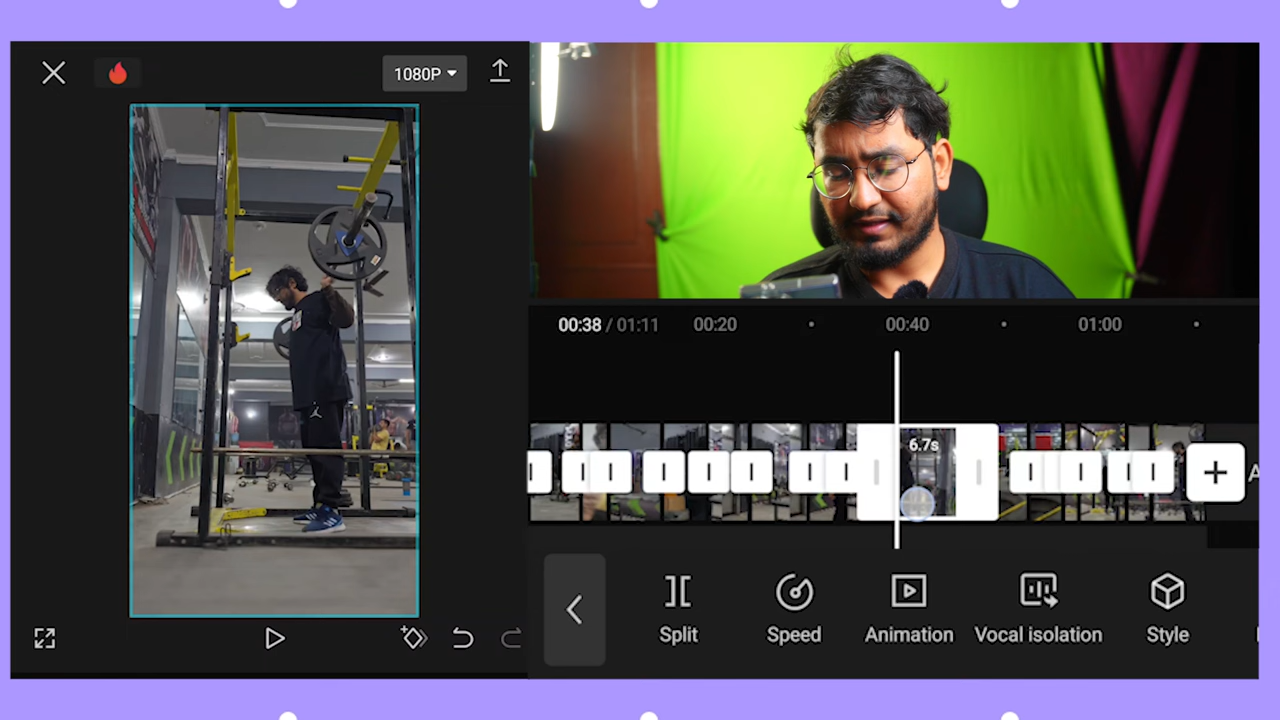 1080P
00:38 / 01:11 00:20 00:40 01:00
6.7s
A
Split Speed Animation Vocal isolation Style